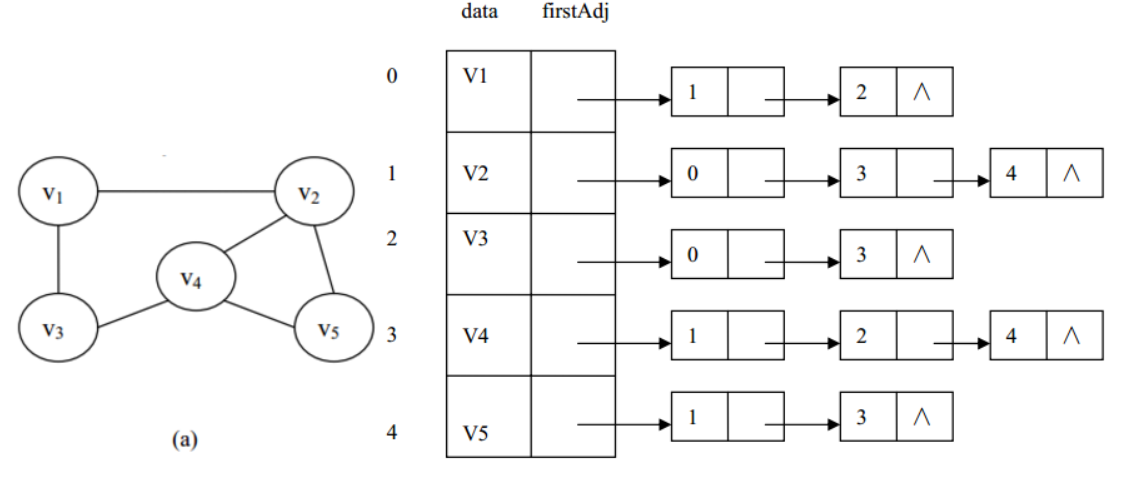 data firstAdj
0 V1 1 2 ∧
1 V2 0 3 4 ∧
2 V3 0 3 ∧
3 V4 1 2 4 ∧
4 V5 1 3 ∧
v₁ v₂
v₄
v₃ v₅
(a)